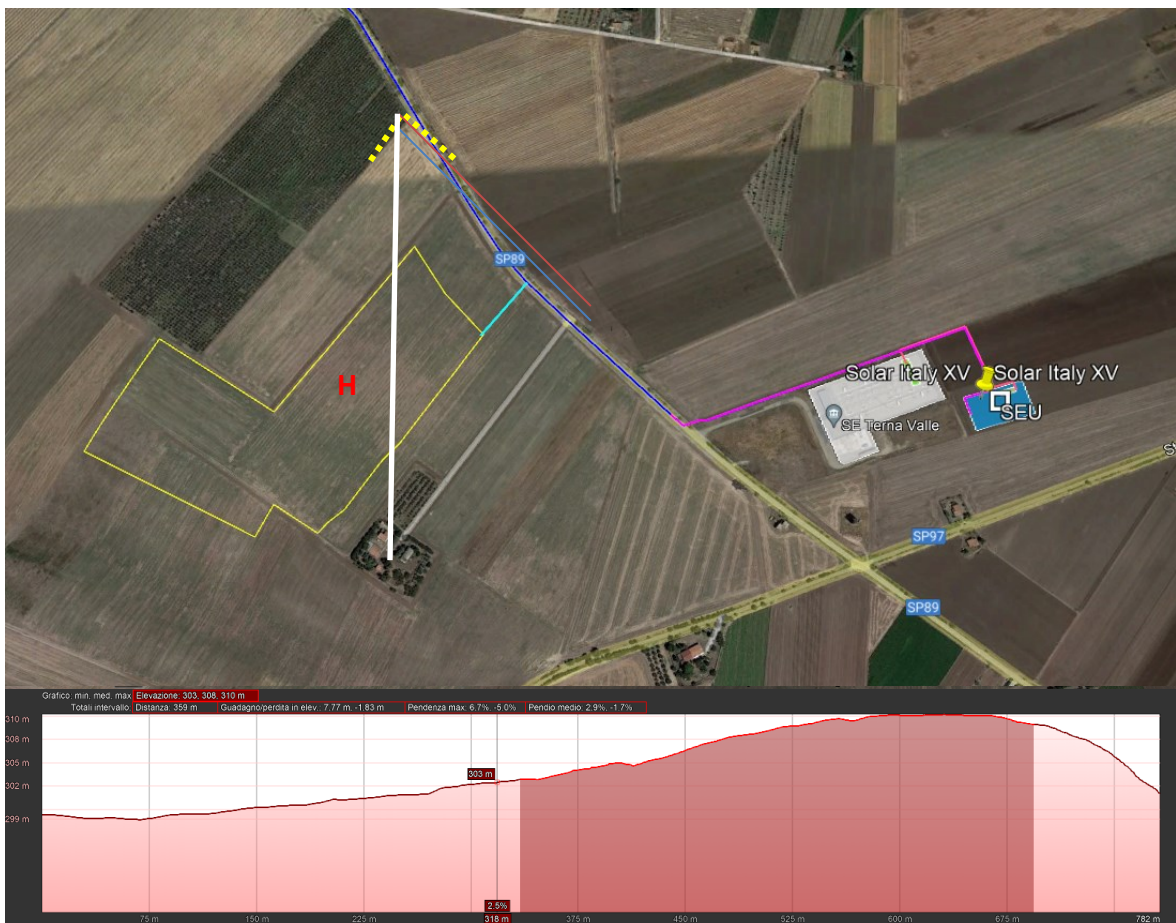 SP89
H
Solar Italy XV
Solar Italy XV
SEU
SE Terna Valle
SP97
SP89
Grafico: min. med. max Elevazione: 303, 308, 310 m
Totali intervallo: Distanza: 359 m Guadagno/perdita in elev.: 7.77 m, -1.83 m Pendenza max. 6.7%, -5.0% Pendio medio: 2.9%, -1.7%
310 m
308 m
305 m
303 m
302 m
299 m
2.5%
75 m 150 m 225 m 318 m 375 m 450 m 525 m 600 m 675 m 782 m